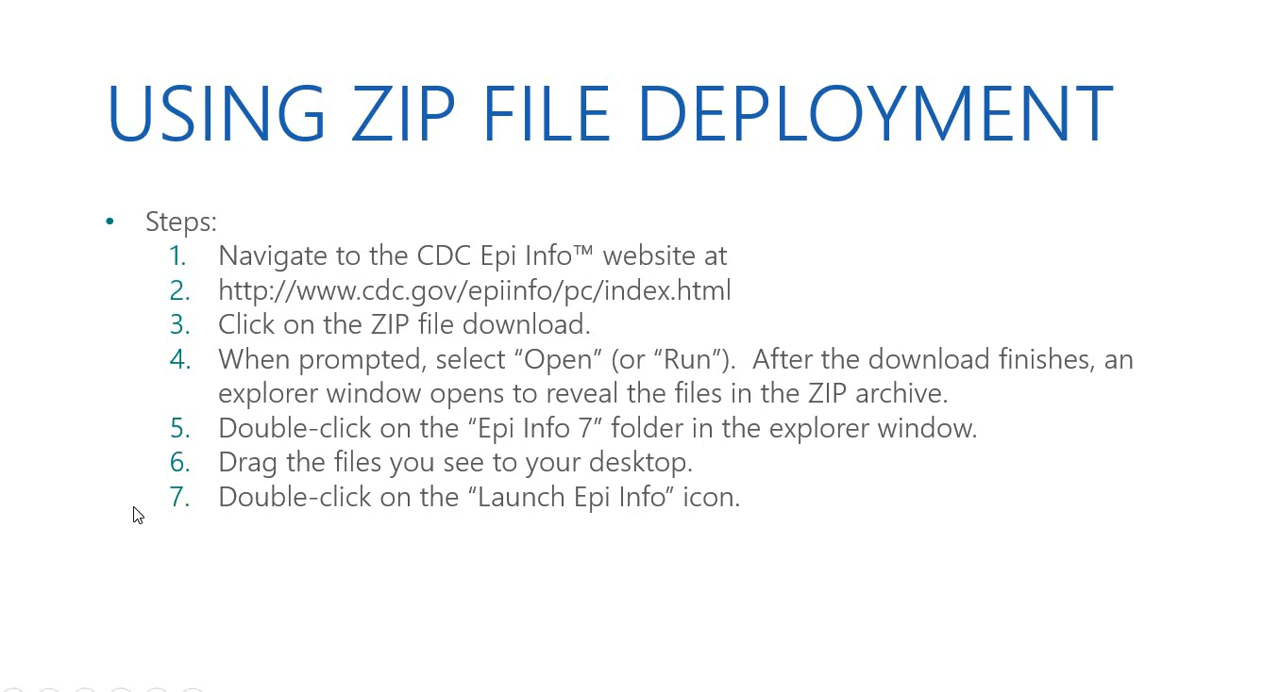 USING ZIP FILE DEPLOYMENT
• Steps:
1. Navigate to the CDC Epi Info™ website at
2. http://www.cdc.gov/epiinfo/pc/index.html
3. Click on the ZIP file download.
4. When prompted, select “Open” (or “Run”).  After the download finishes, an
explorer window opens to reveal the files in the ZIP archive.
5. Double-click on the “Epi Info 7” folder in the explorer window.
6. Drag the files you see to your desktop.
7. Double-click on the “Launch Epi Info” icon.